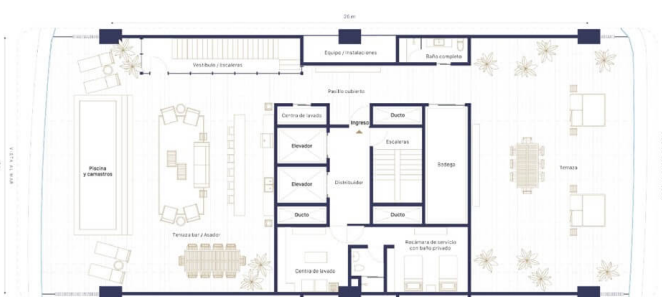 20 m
Equipo / Instalaciones
Baño completo
Vestíbulo / Escaleras
Pasillo cubierto
Centro de lavado
Ducto
Ingreso
Elevador
Escaleras
Piscina
y camastros
Bodega
Terraza
Elevador
Distribuidor
Ducto
Ducto
Terraza bar / Asador
Recámara de servicio
con baño privado
Centro de lavado